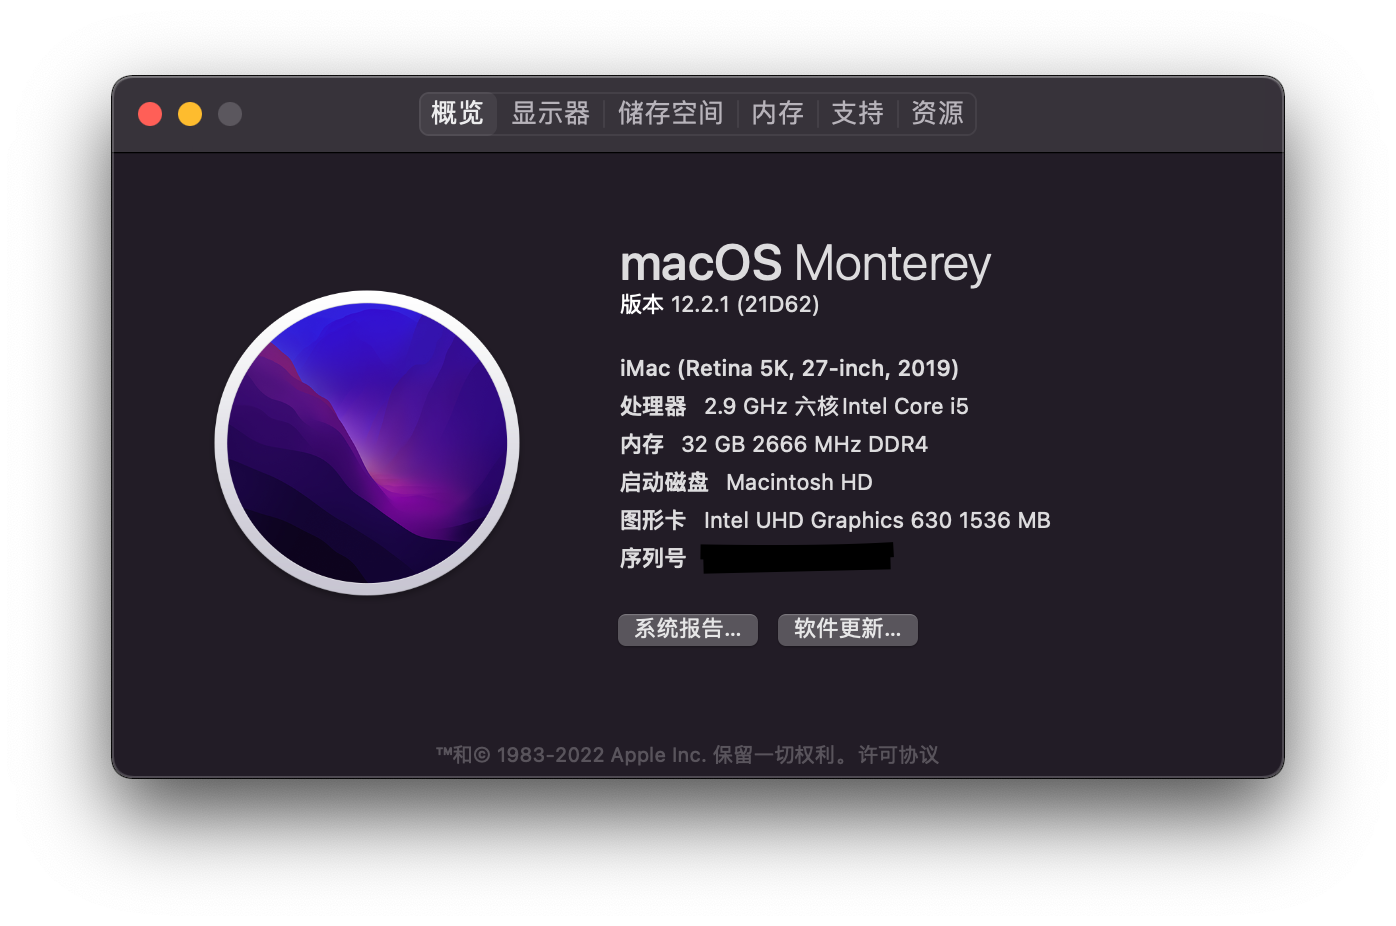 概览 显示器 储存空间 内存 支持 资源
macOS Monterey
版本 12.2.1 (21D62)
iMac (Retina 5K, 27-inch, 2019)
处理器 2.9 GHz 六核Intel Core i5
内存 32 GB 2666 MHz DDR4
启动磁盘 Macintosh HD
图形卡 Intel UHD Graphics 630 1536 MB
序列号
系统报告... 软件更新...
™和© 1983-2022 Apple Inc. 保留一切权利。许可协议